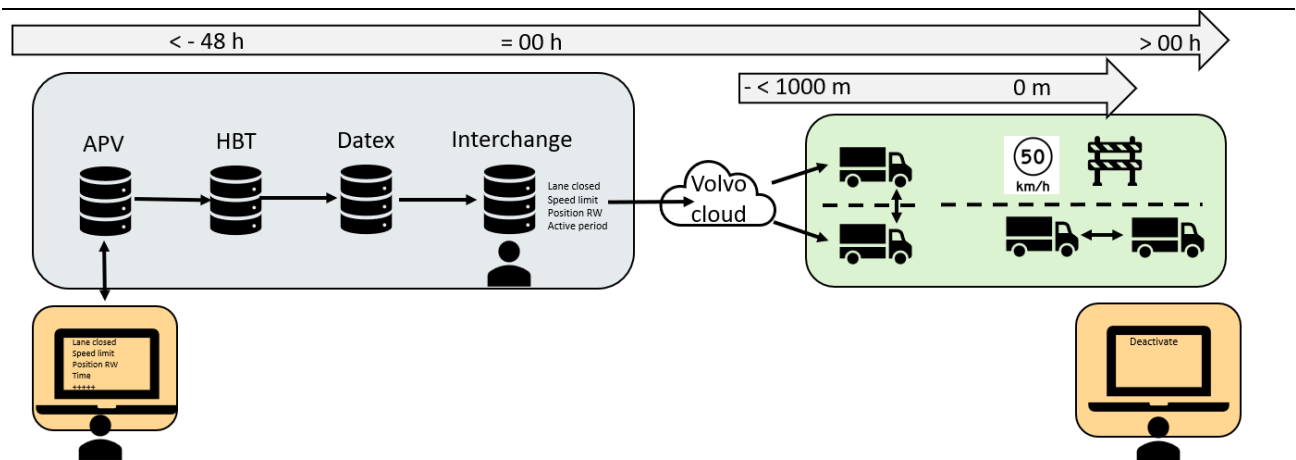 < - 48 h
= 00 h
> 00 h
- < 1000 m
0 m
APV
HBT
Datex
Interchange
Lane closed
Speed limit
Position RW
Active period
Volvo
cloud
50
km/h
Lane closed
Speed limit
Position RW
Time
+++++
Deactivate